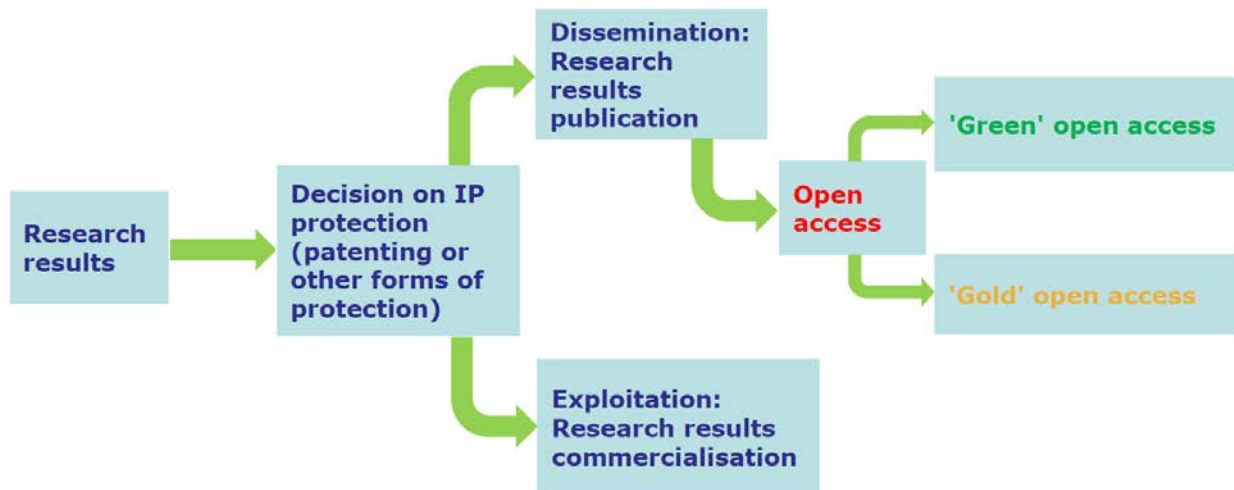 Research
results
Decision on IP
protection
(patenting or
other forms of
protection)
Dissemination:
Research
results
publication
Exploitation:
Research results
commercialisation
Open
access
'Green' open access
'Gold' open access